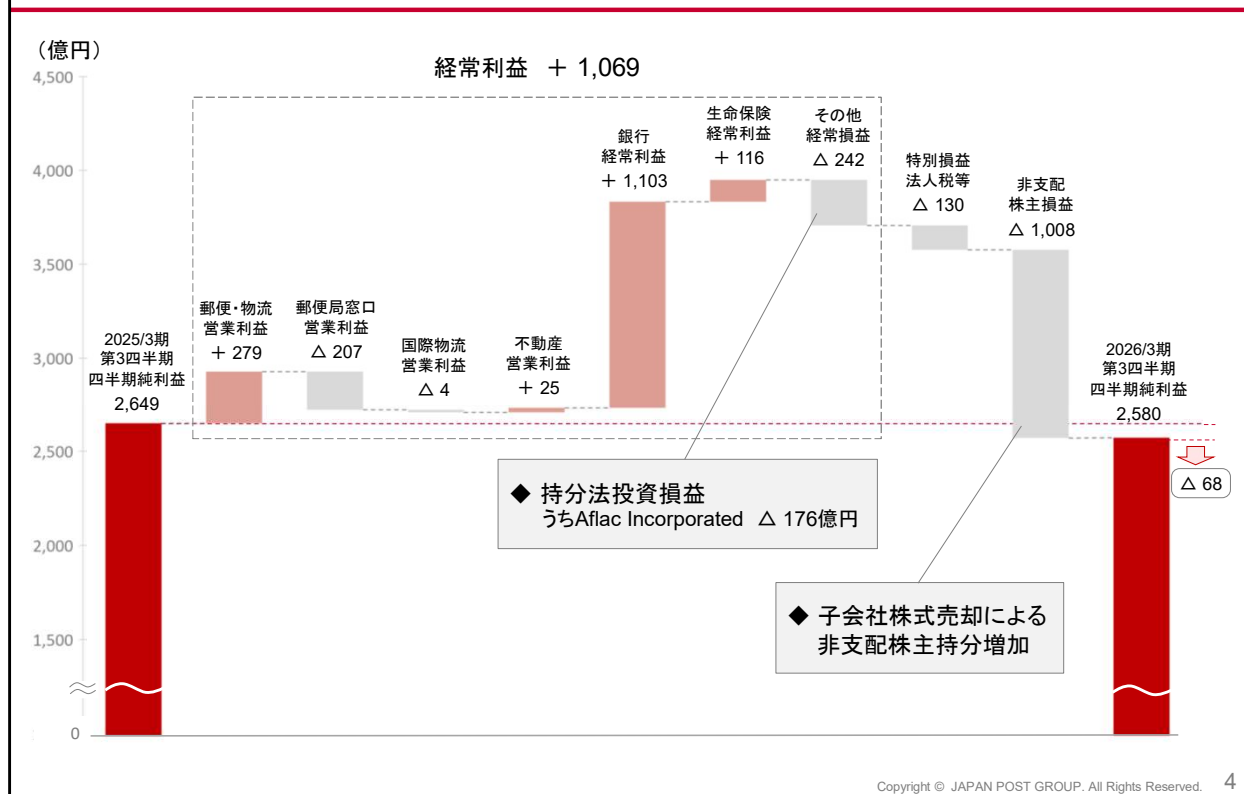 （億円）
経常利益　＋ 1,069
4,500
4,000
3,500
3,000
2,500
2,000
1,500
0
2025/3期
第3四半期
四半期純利益
2,649
郵便・物流
営業利益
＋ 279
郵便局窓口
営業利益
△ 207
国際物流
営業利益
△ 4
不動産
営業利益
＋ 25
銀行
経常利益
＋ 1,103
生命保険
経常利益
＋ 116
その他
経常損益
△ 242
特別損益
法人税等
△ 130
非支配
株主損益
△ 1,008
2026/3期
第3四半期
四半期純利益
2,580
△ 68
◆ 持分法投資損益
うちAflac Incorporated △ 176億円
◆ 子会社株式売却による
非支配株主持分増加
Copyright © JAPAN POST GROUP. All Rights Reserved.
4